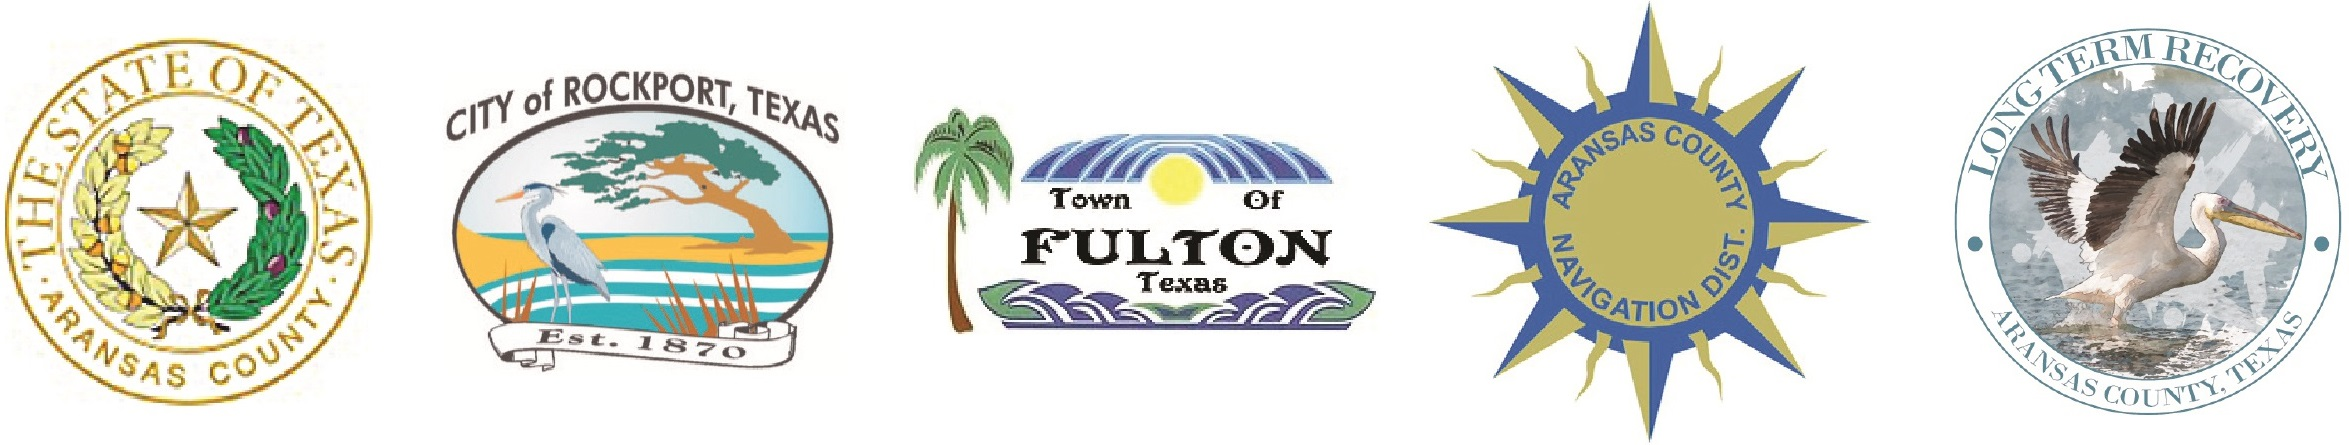 THE STATE OF TEXAS
ARANSAS COUNTY
CITY of ROCKPORT, TEXAS
Est. 1870
Town Of
FULTON
Texas
ARANSAS COUNTY
NAVIGATION DIST.
LONG TERM RECOVERY
ARANSAS COUNTY, TEXAS